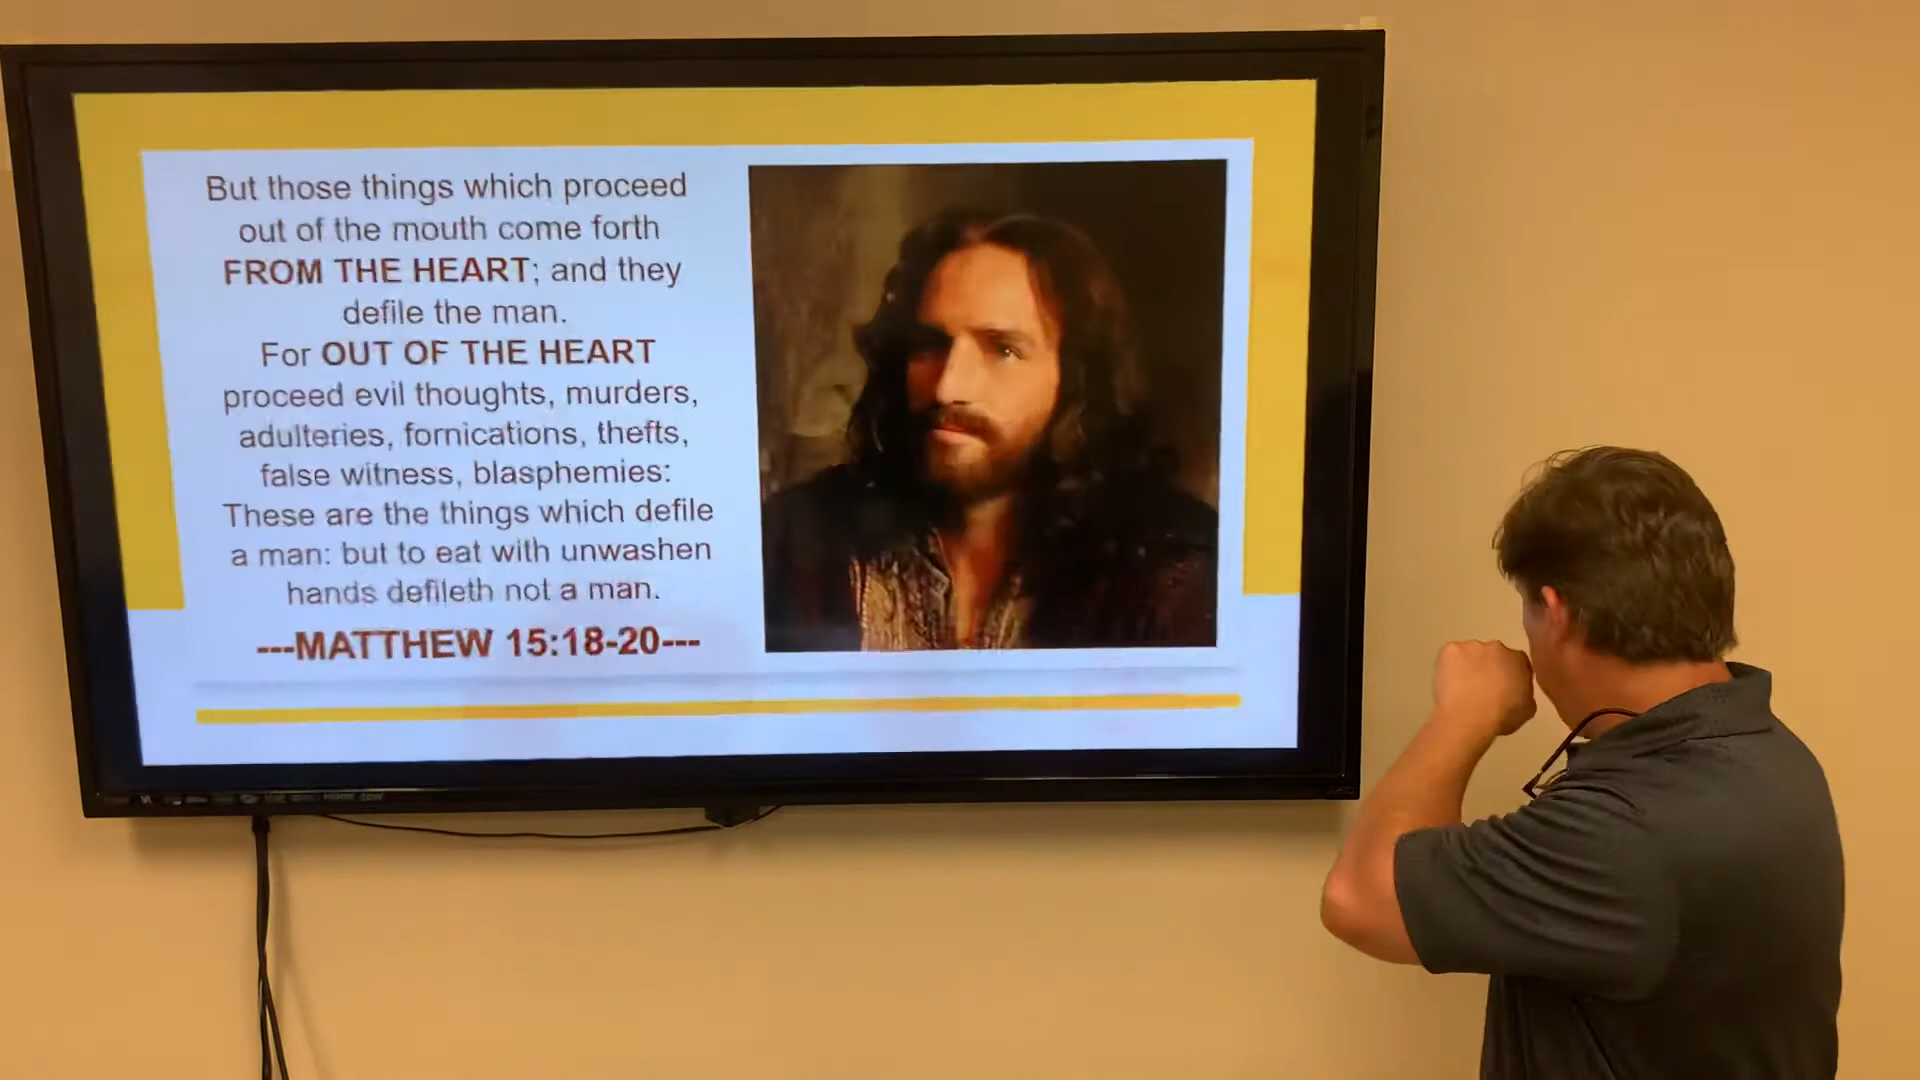 But those things which proceed
out of the mouth come forth
FROM THE HEART; and they
defile the man.
For OUT OF THE HEART
proceed evil thoughts, murders,
adulteries, fornications, thefts,
false witness, blasphemies:
These are the things which defile
a man: but to eat with unwashen
hands defileth not a man.
---MATTHEW 15:18-20---